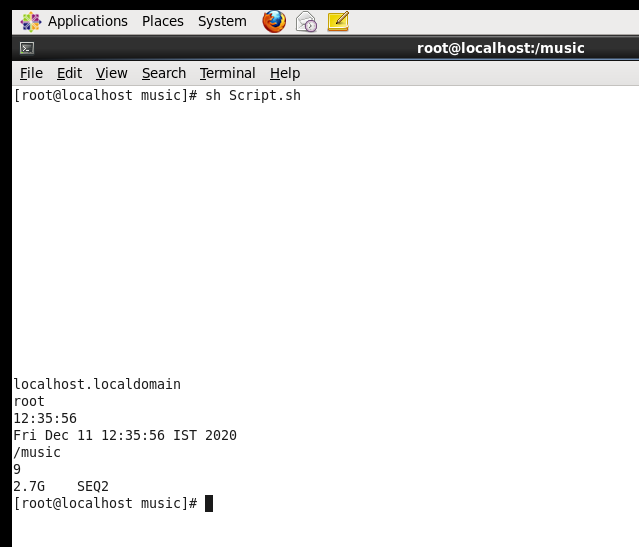 Applications Places System
root@localhost:/music
File Edit View Search Terminal Help
[root@localhost music]# sh Script.sh
localhost.localdomain
root
12:35:56
Fri Dec 11 12:35:56 IST 2020
/music
9
2.7G    SEQ2
[root@localhost music]#